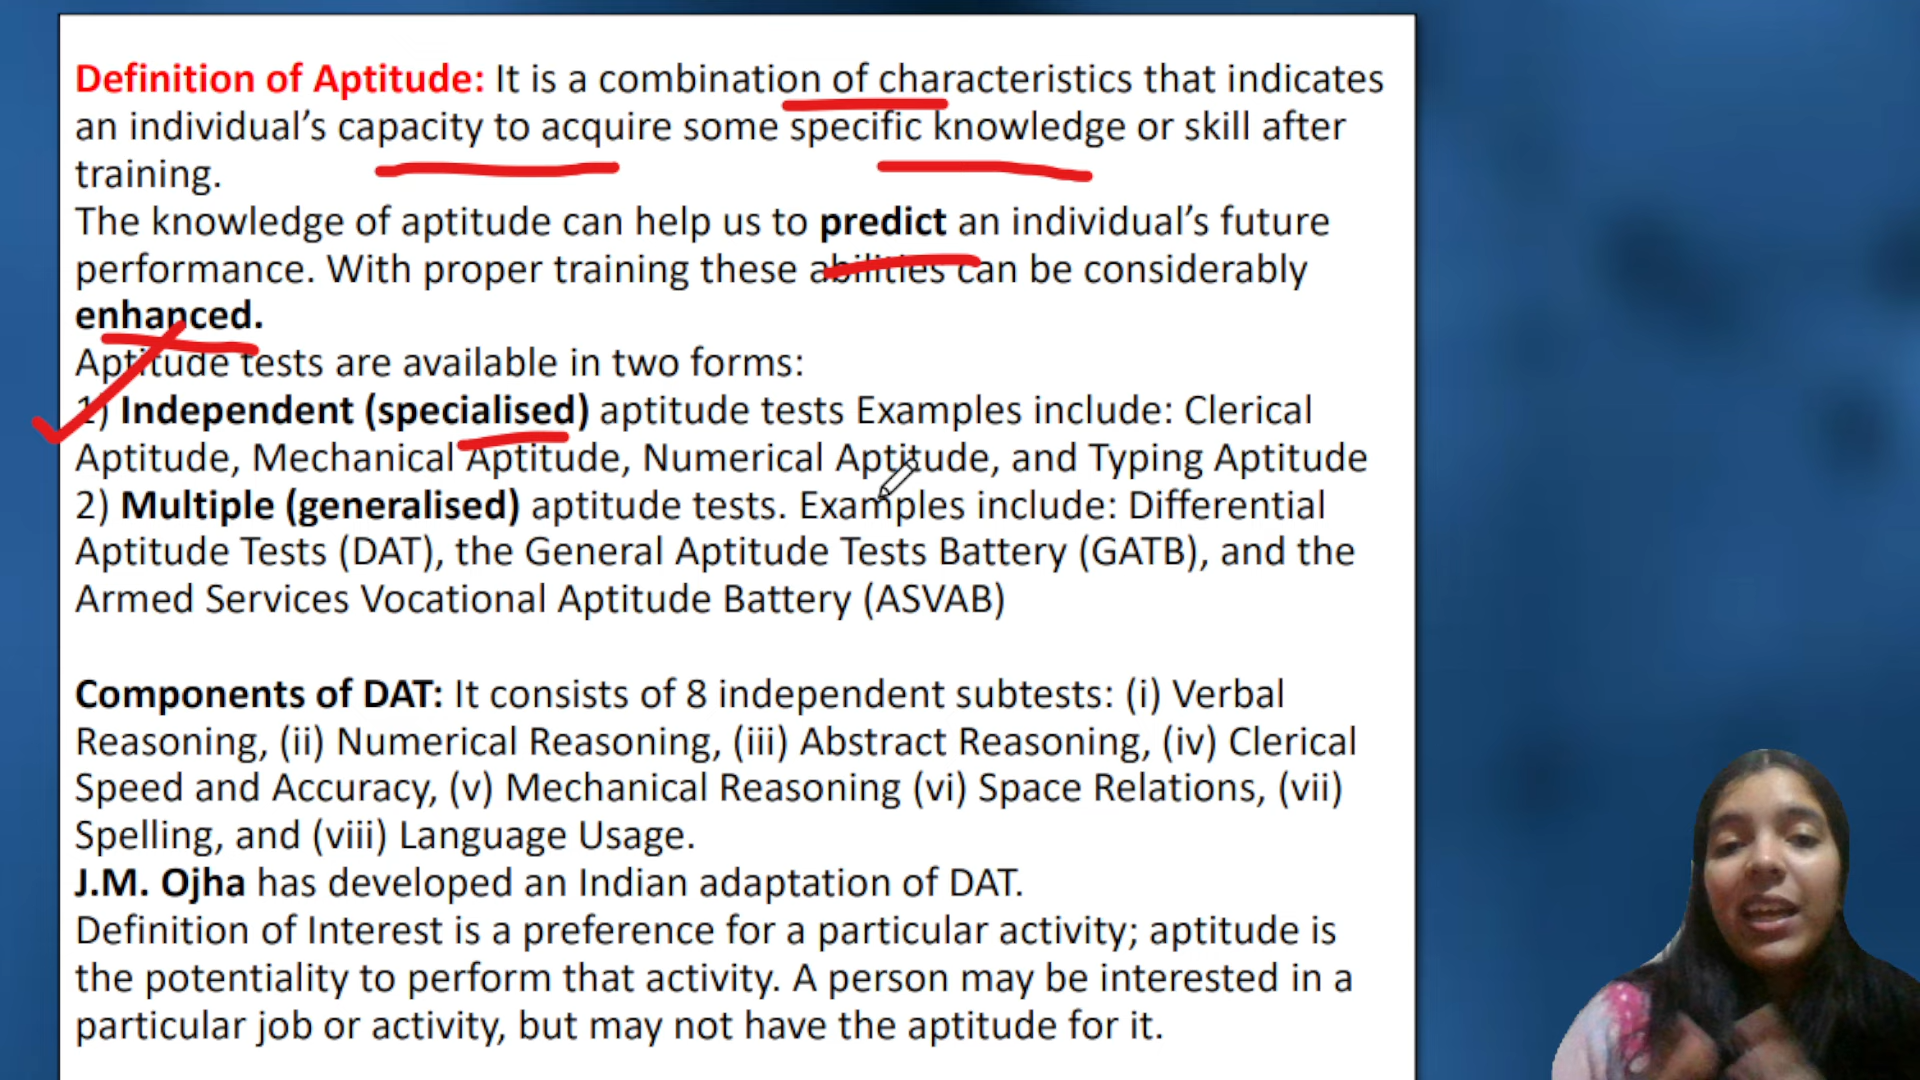 Definition of Aptitude: It is a combination of characteristics that indicates
an individual’s capacity to acquire some specific knowledge or skill after
training.
The knowledge of aptitude can help us to predict an individual’s future
performance. With proper training these abilities can be considerably
enhanced.
Aptitude tests are available in two forms:
1) Independent (specialised) aptitude tests Examples include: Clerical
Aptitude, Mechanical Aptitude, Numerical Aptitude, and Typing Aptitude
2) Multiple (generalised) aptitude tests. Examples include: Differential
Aptitude Tests (DAT), the General Aptitude Tests Battery (GATB), and the
Armed Services Vocational Aptitude Battery (ASVAB)
Components of DAT: It consists of 8 independent subtests: (i) Verbal
Reasoning, (ii) Numerical Reasoning, (iii) Abstract Reasoning, (iv) Clerical
Speed and Accuracy, (v) Mechanical Reasoning (vi) Space Relations, (vii)
Spelling, and (viii) Language Usage.
J.M. Ojha has developed an Indian adaptation of DAT.
Definition of Interest is a preference for a particular activity; aptitude is
the potentiality to perform that activity. A person may be interested in a
particular job or activity, but may not have the aptitude for it.